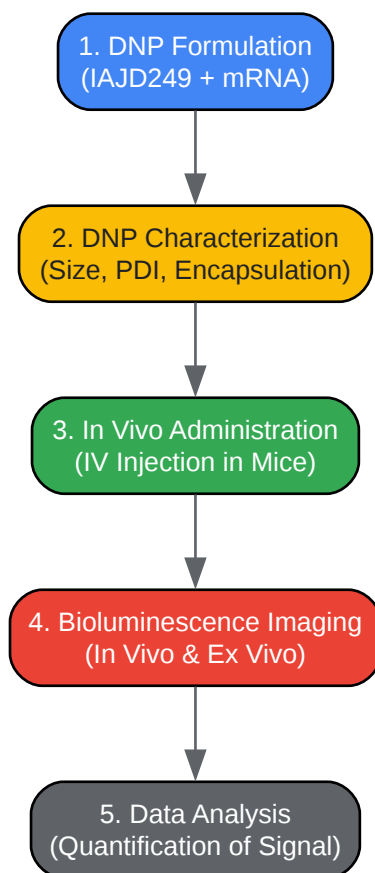 1. DNP Formulation
(IAJD249 + mRNA)
2. DNP Characterization
(Size, PDI, Encapsulation)
3. In Vivo Administration
(IV Injection in Mice)
4. Bioluminescence Imaging
(In Vivo & Ex Vivo)
5. Data Analysis
(Quantification of Signal)